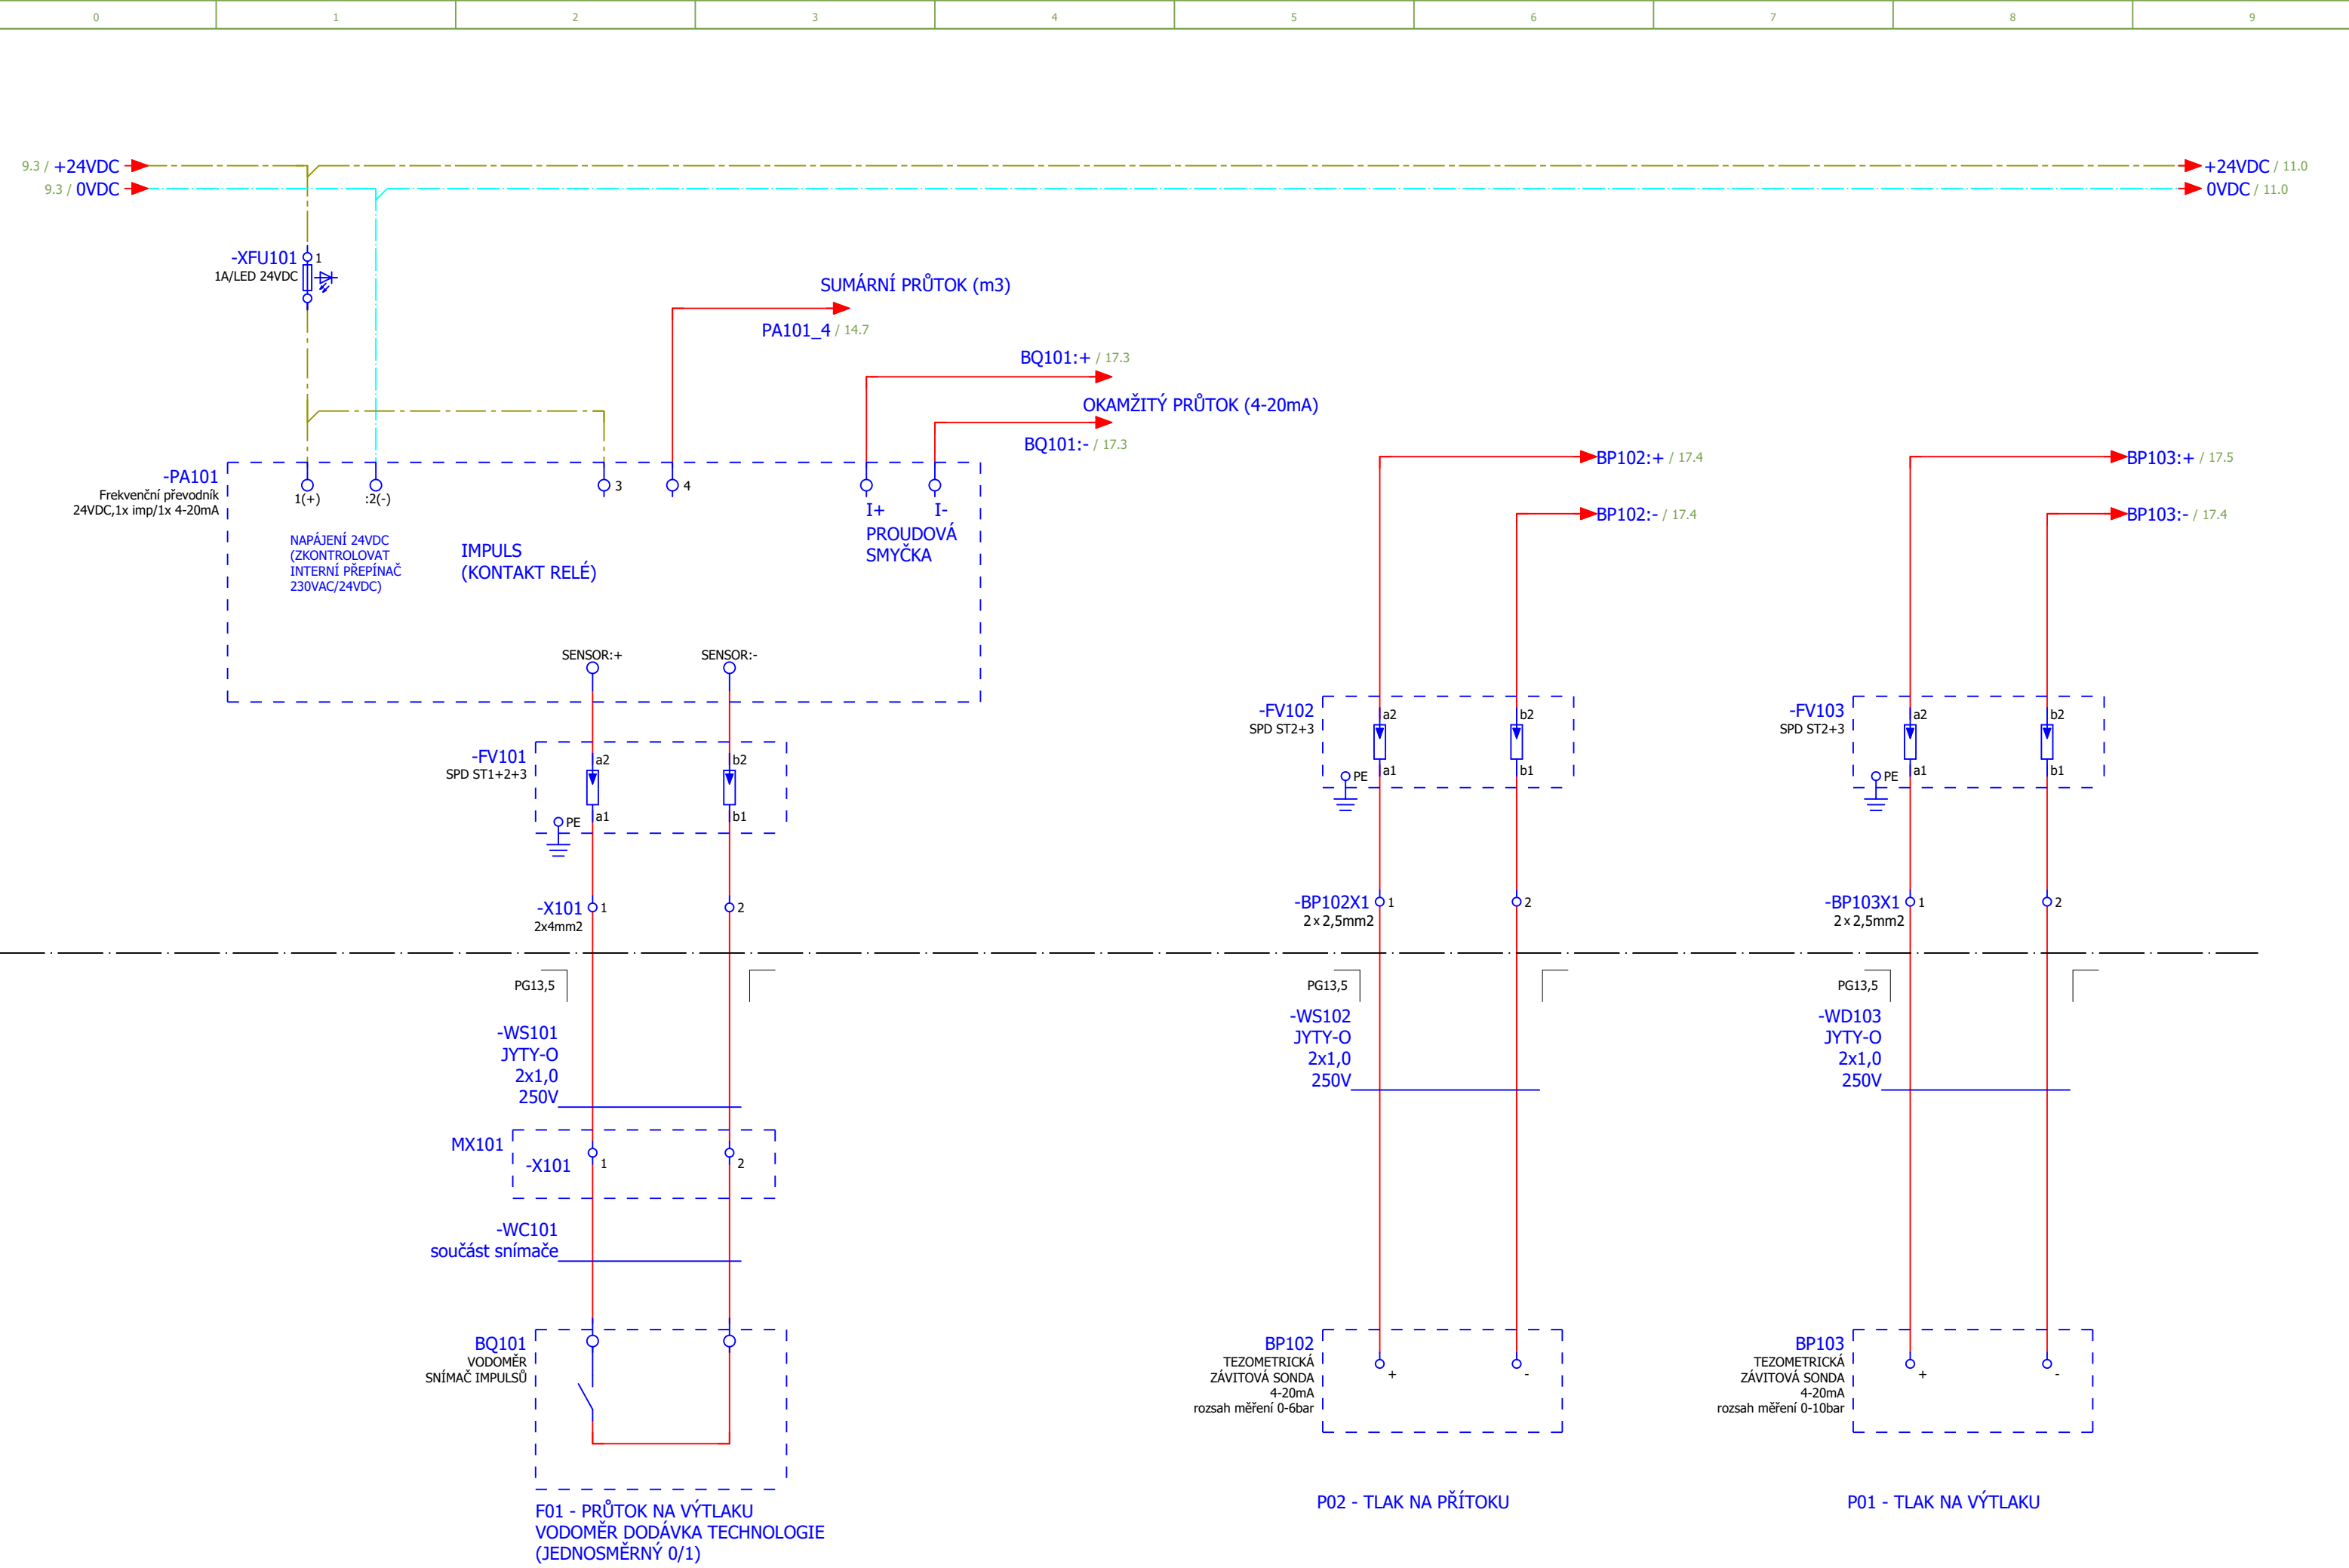 0 1 2 3 4 5 6 7 8 9
9.3 / +24VDC
+24VDC / 11.0
9.3 / 0VDC
0VDC / 11.0
-XFU101
1
1A/LED 24VDC
SUMÁRNÍ PRŮTOK (m3)
PA101_4 / 14.7
BQ101:+ / 17.3
OKAMŽITÝ PRŮTOK (4-20mA)
BQ101:- / 17.3
BP102:+ / 17.4
BP103:+ / 17.5
BP102:- / 17.4
BP103:- / 17.4
-PA101
Frekvenční převodník
24VDC,1x imp/1x 4-20mA
1(+)
:2(-)
3
4
I+
I-
PROUDOVÁ
SMYČKA
NAPÁJENÍ 24VDC
(ZKONTROLOVAT
INTERNÍ PŘEPÍNAČ
230VAC/24VDC)
IMPULS
(KONTAKT RELÉ)
SENSOR:+
SENSOR:-
-FV101
SPD ST1+2+3
a2
b2
PE
a1
b1
-FV102
SPD ST2+3
a2
b2
PE
a1
b1
-FV103
SPD ST2+3
a2
b2
PE
a1
b1
-X101
1
2
2x4mm2
-BP102X1
1
2
2x2,5mm2
-BP103X1
1
2
2x2,5mm2
PG13,5
PG13,5
PG13,5
-WS101
JYTY-O
2x1,0
250V
-WS102
JYTY-O
2x1,0
250V
-WD103
JYTY-O
2x1,0
250V
MX101
-X101
1
2
-WC101
součást snímače
BQ101
VODOMĚR
SNÍMAČ IMPULSŮ
BP102
TEZOMETRICKÁ
ZÁVITOVÁ SONDA
4-20mA
rozsah měření 0-6bar
+
-
BP103
TEZOMETRICKÁ
ZÁVITOVÁ SONDA
4-20mA
rozsah měření 0-10bar
+
-
F01 - PRŮTOK NA VÝTLAKU
VODOMĚR DODÁVKA TECHNOLOGIE
(JEDNOSMĚRNÝ 0/1)
P02 - TLAK NA PŘÍTOKU
P01 - TLAK NA VÝTLAKU